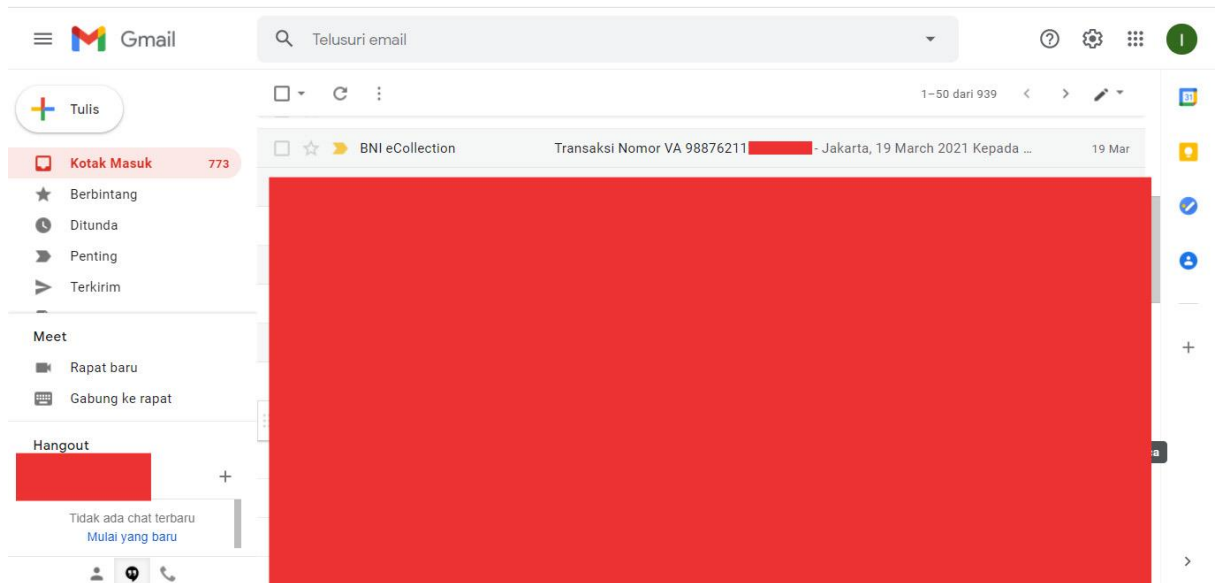 Gmail
Telusuri email
Tulis
1–50 dari 939
31
BNI eCollection Transaksi Nomor VA 98876211 - Jakarta, 19 March 2021 Kepada ... 19 Mar
Kotak Masuk 773
Berbintang
Ditunda
Penting
Terkirim
Meet
Rapat baru
Gabung ke rapat
Hangout
Tidak ada chat terbaru
Mulai yang baru
I